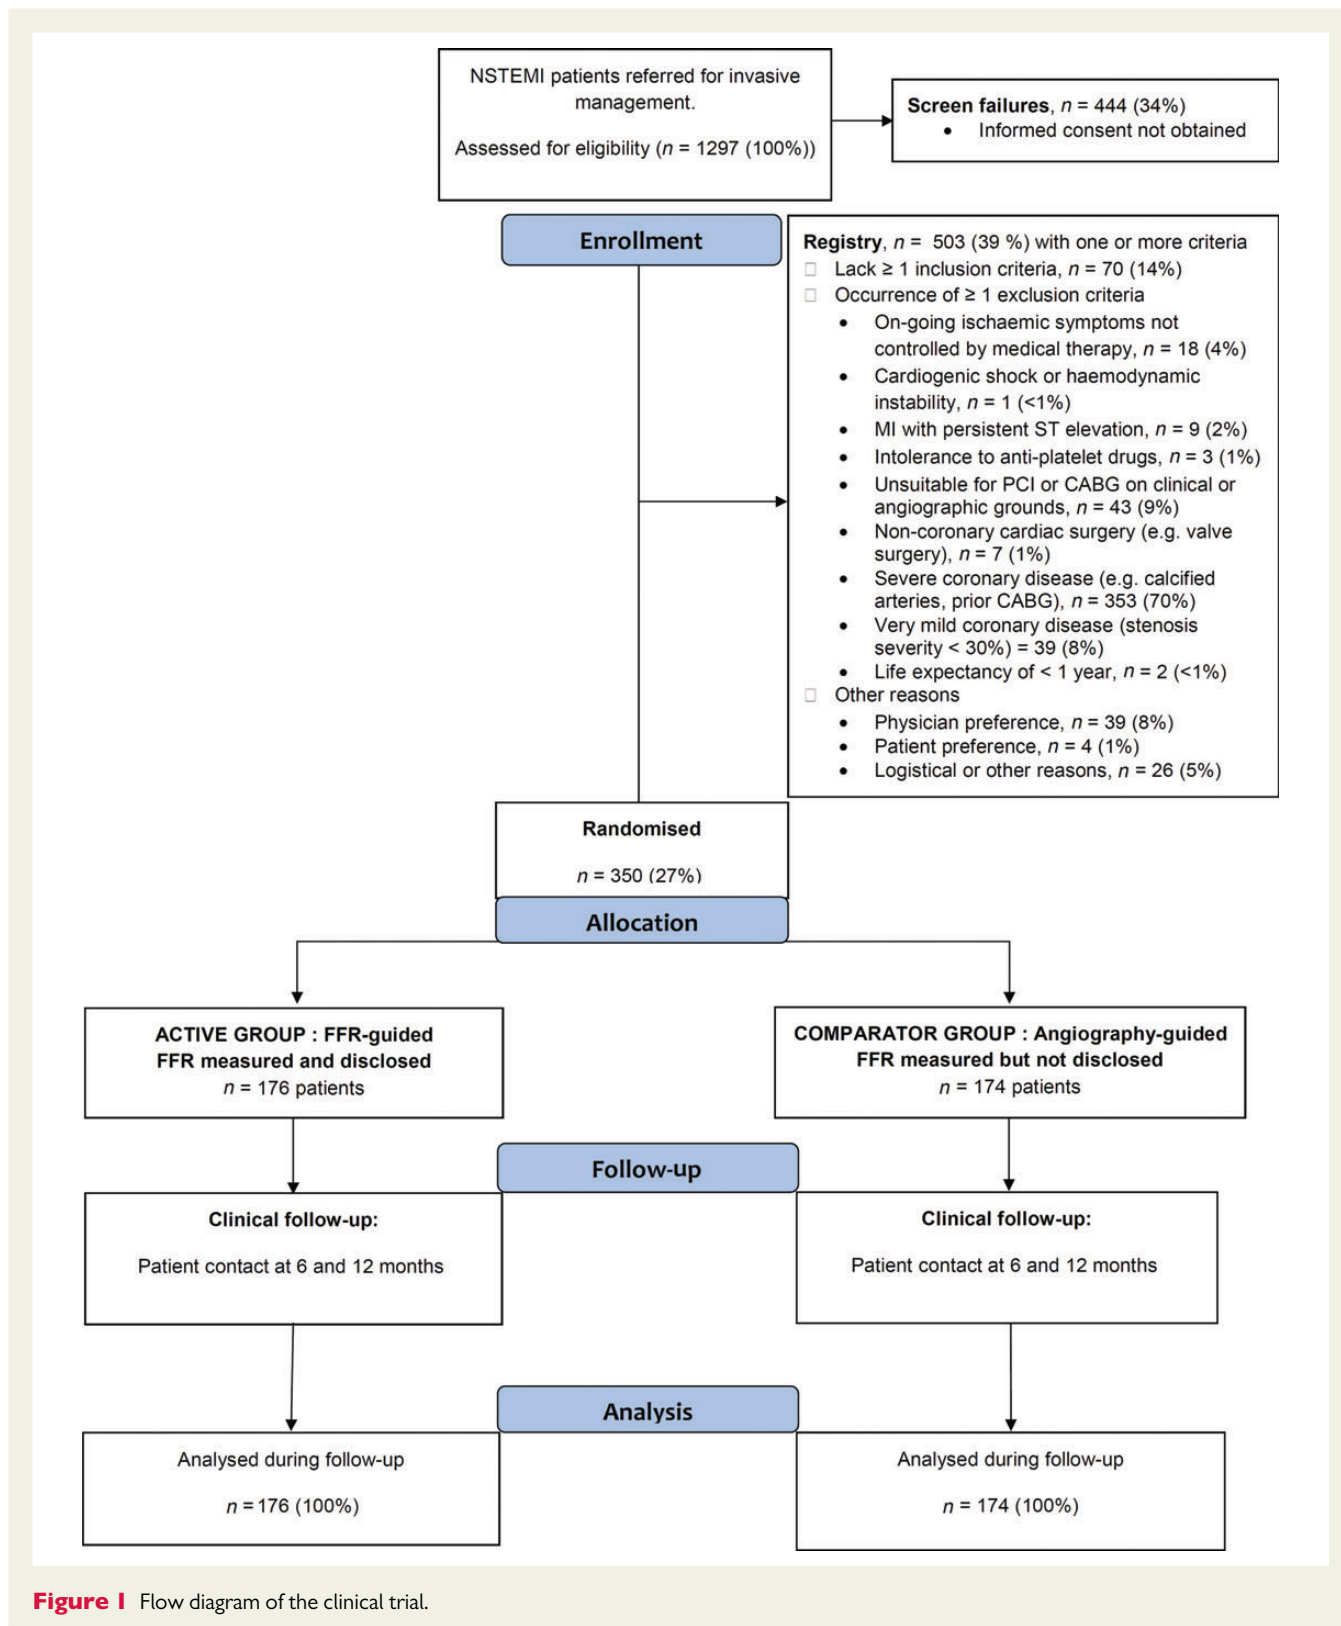 NSTEMI patients referred for invasive
management.
Assessed for eligibility (n = 1297 (100%))
Screen failures, n = 444 (34%)
• Informed consent not obtained
Enrollment
Registry, n = 503 (39 %) with one or more criteria
□ Lack ≥ 1 inclusion criteria, n = 70 (14%)
□ Occurrence of ≥ 1 exclusion criteria
• On-going ischaemic symptoms not
controlled by medical therapy, n = 18 (4%)
• Cardiogenic shock or haemodynamic
instability, n = 1 (<1%)
• MI with persistent ST elevation, n = 9 (2%)
• Intolerance to anti-platelet drugs, n = 3 (1%)
• Unsuitable for PCI or CABG on clinical or
angiographic grounds, n = 43 (9%)
• Non-coronary cardiac surgery (e.g. valve
surgery), n = 7 (1%)
• Severe coronary disease (e.g. calcified
arteries, prior CABG), n = 353 (70%)
• Very mild coronary disease (stenosis
severity < 30%) = 39 (8%)
• Life expectancy of < 1 year, n = 2 (<1%)
□ Other reasons
• Physician preference, n = 39 (8%)
• Patient preference, n = 4 (1%)
• Logistical or other reasons, n = 26 (5%)
Randomised
n = 350 (27%)
Allocation
ACTIVE GROUP : FFR-guided
FFR measured and disclosed
n = 176 patients
COMPARATOR GROUP : Angiography-guided
FFR measured but not disclosed
n = 174 patients
Follow-up
Clinical follow-up:
Patient contact at 6 and 12 months
Clinical follow-up:
Patient contact at 6 and 12 months
Analysis
Analysed during follow-up
n = 176 (100%)
Analysed during follow-up
n = 174 (100%)
Figure 1 Flow diagram of the clinical trial.